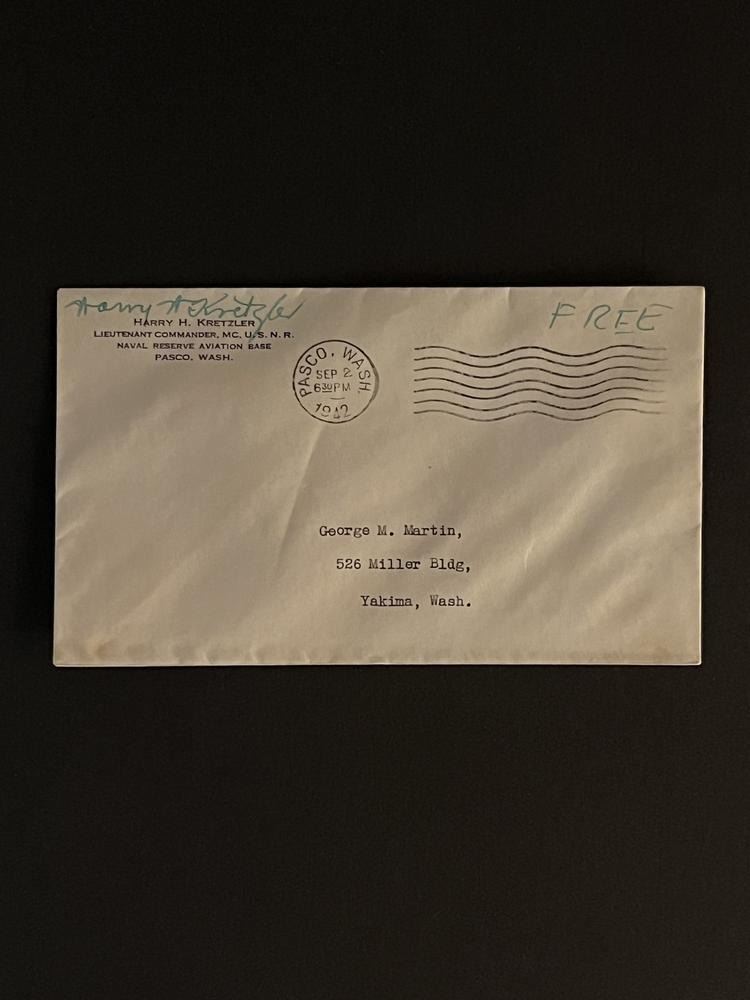 Harry H Kretzler
HARRY H. KRETZLER
LIEUTENANT COMMANDER, MC, U. S. N. R.
NAVAL RESERVE AVIATION BASE
PASCO, WASH.
FREE
PASCO, WASH.
SEP 2
6 30 PM
1942
George M. Martin,
526 Miller Bldg,
Yakima, Wash.